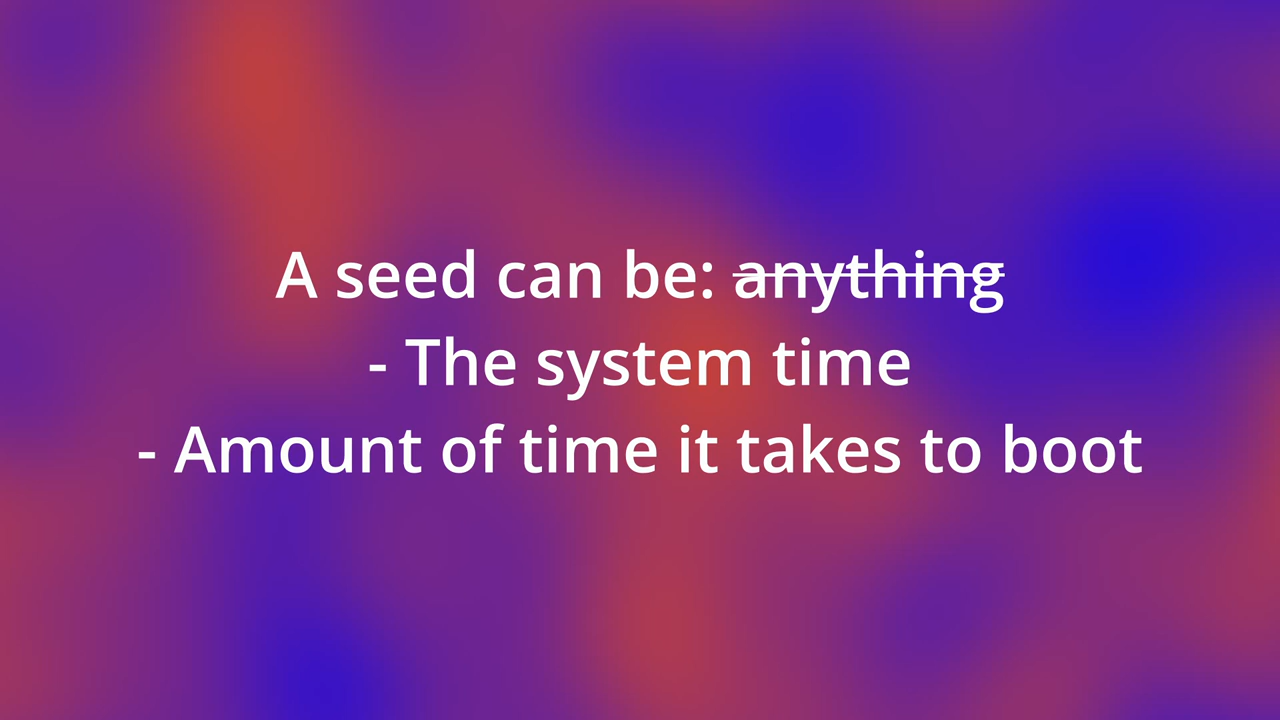 A seed can be: anything
- The system time
- Amount of time it takes to boot